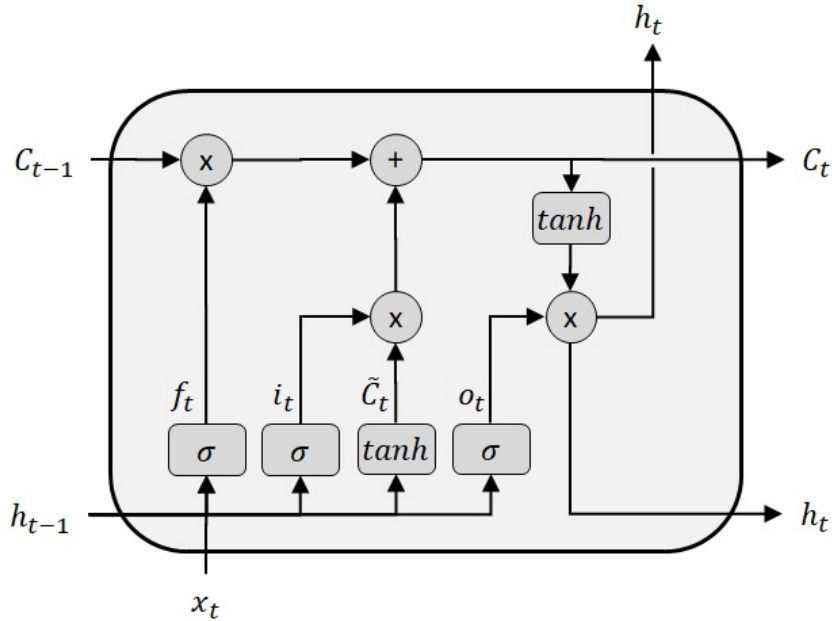 h_t
C_{t-1} x + C_t
tanh
x x
f_t i_t C̃_t o_t
σ σ tanh σ
h_{t-1} h_t
x_t